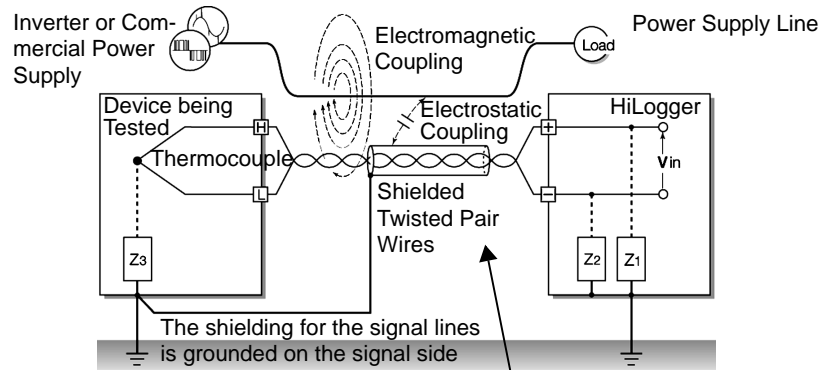 Inverter or Com-
mercial Power
Supply
Electromagnetic
Coupling
Load
Power Supply Line
Device being
Tested
H
Electrostatic
Coupling
+
HiLogger
Thermocouple
Vin
L
−
Shielded
Twisted Pair
Wires
Z3
Z2
Z1
The shielding for the signal lines
is grounded on the signal side